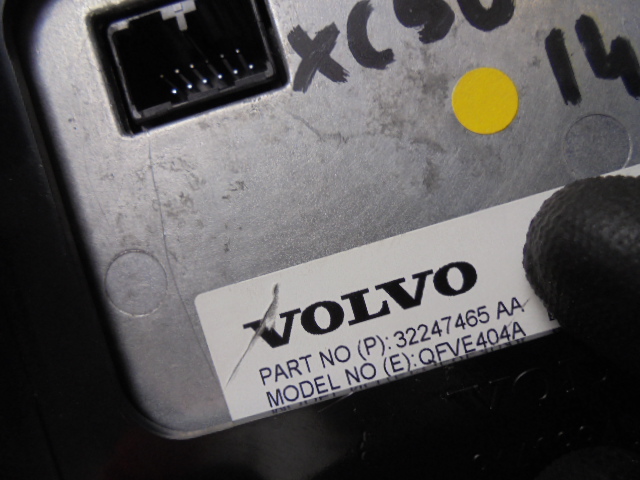 XC90
14
VOLVO
PART NO (P): 32247465 AA
MODEL NO (E): QFVE404A